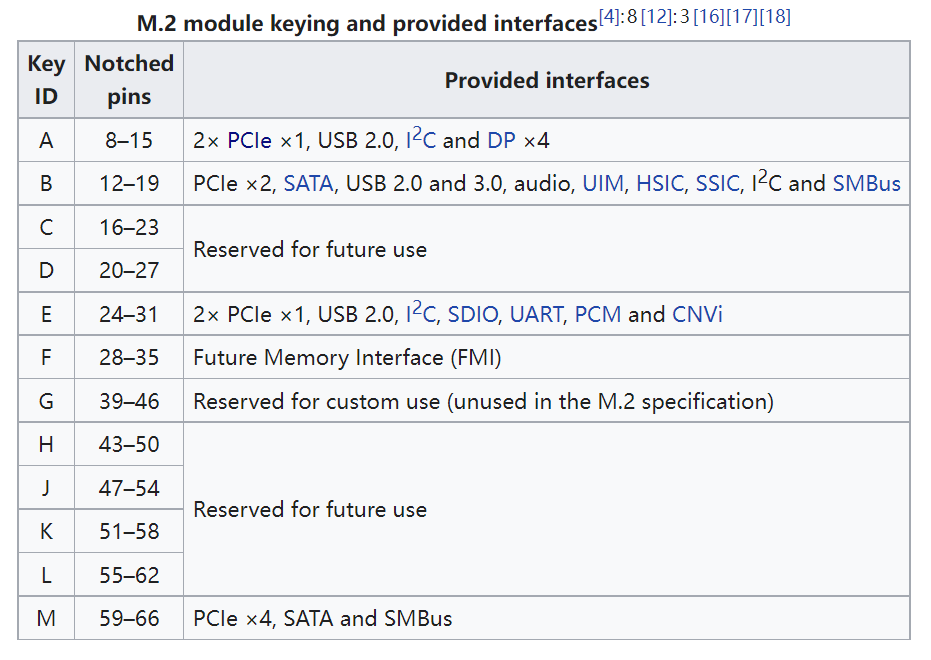 M.2 module keying and provided interfaces[4]:8[12]:3[16][17][18]
Key ID Notched pins Provided interfaces
A 8–15 2× PCIe ×1, USB 2.0, I2C and DP ×4
B 12–19 PCIe ×2, SATA, USB 2.0 and 3.0, audio, UIM, HSIC, SSIC, I2C and SMBus
C 16–23 Reserved for future use
D 20–27
E 24–31 2× PCIe ×1, USB 2.0, I2C, SDIO, UART, PCM and CNVi
F 28–35 Future Memory Interface (FMI)
G 39–46 Reserved for custom use (unused in the M.2 specification)
H 43–50 Reserved for future use
J 47–54
K 51–58
L 55–62
M 59–66 PCIe ×4, SATA and SMBus